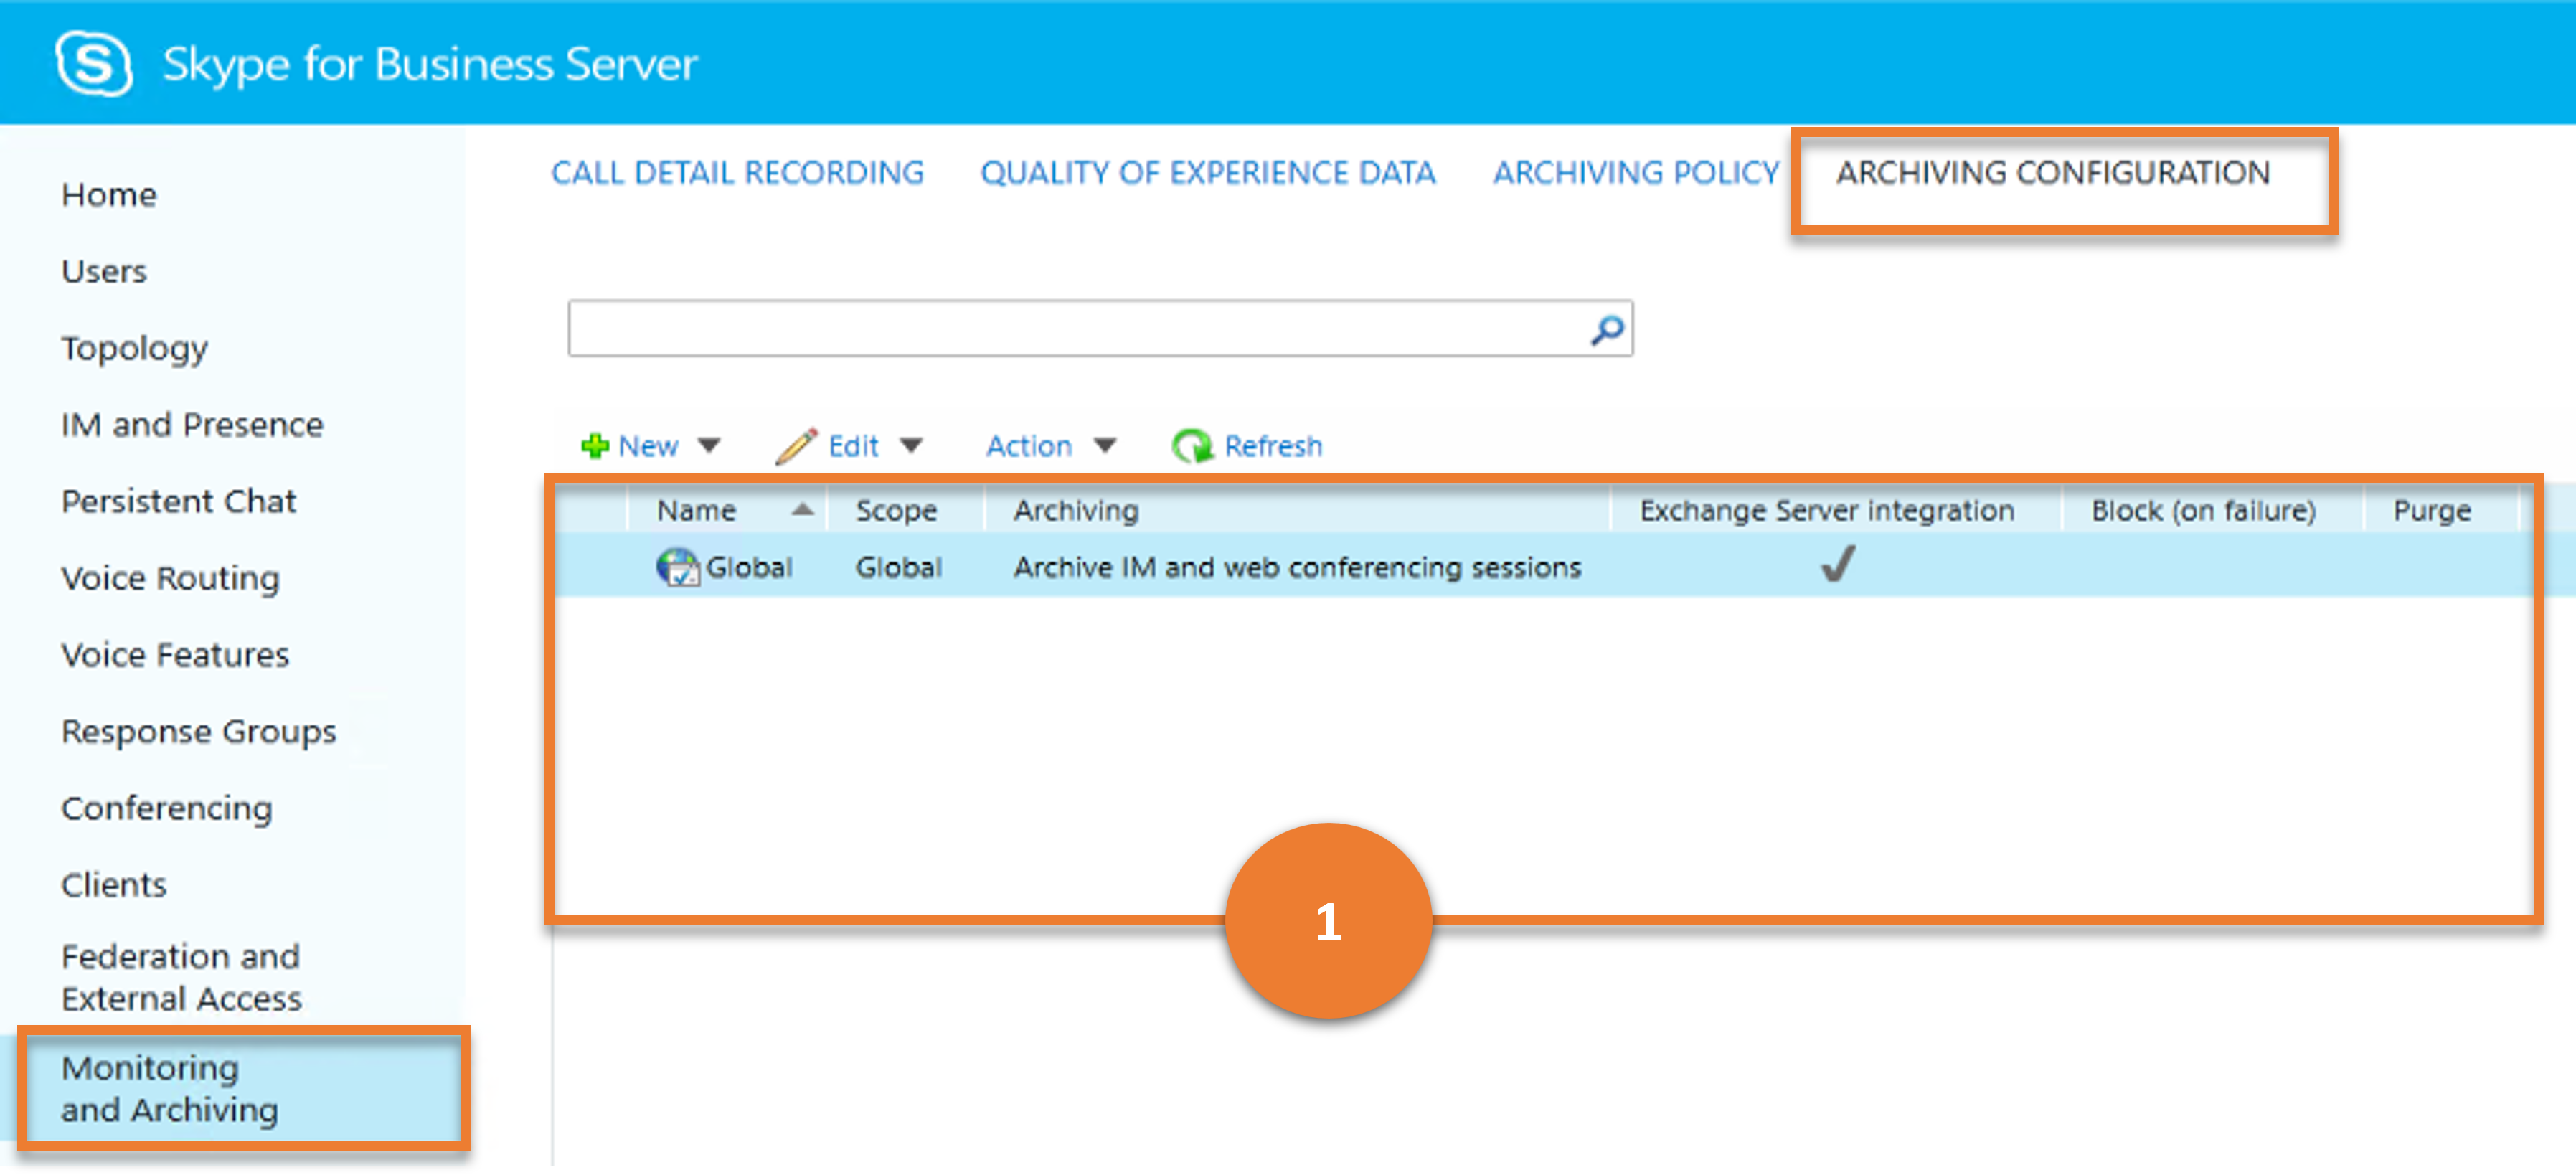 Skype for Business Server
CALL DETAIL RECORDING QUALITY OF EXPERIENCE DATA ARCHIVING POLICY ARCHIVING CONFIGURATION
Home
Users
Topology
IM and Presence
Persistent Chat
Voice Routing
Voice Features
Response Groups
Conferencing
Clients
Federation and
External Access
Monitoring
and Archiving
New Edit Action Refresh
Name Scope Archiving Exchange Server integration Block (on failure) Purge
Global Global Archive IM and web conferencing sessions
1